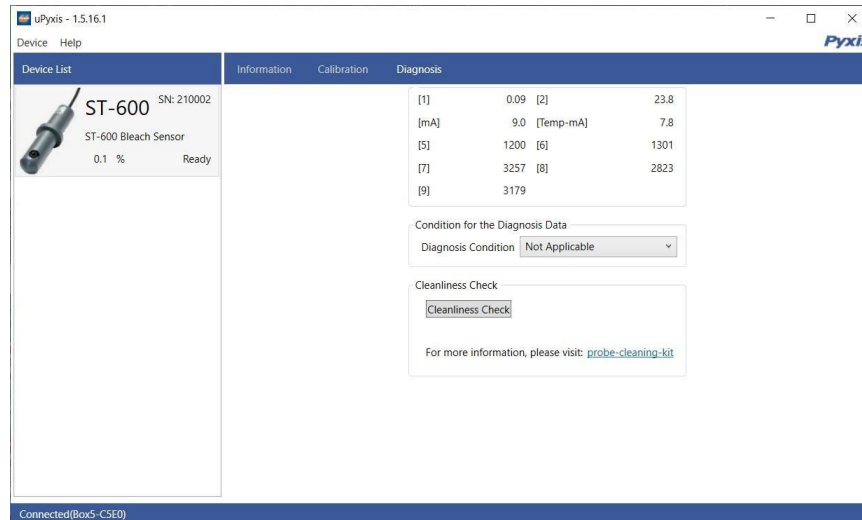 uPyxis - 1.5.16.1
Device Help
Device List
Information Calibration Diagnosis
ST-600 SN: 210002
ST-600 Bleach Sensor
0.1 % Ready
[1] 0.09 [2] 23.8
[mA] 9.0 [Temp-mA] 7.8
[5] 1200 [6] 1301
[7] 3257 [8] 2823
[9] 3179
Condition for the Diagnosis Data
Diagnosis Condition Not Applicable
Cleanliness Check
Cleanliness Check
For more information, please visit: probe-cleaning-kit
Connected(Box5-C5E0)